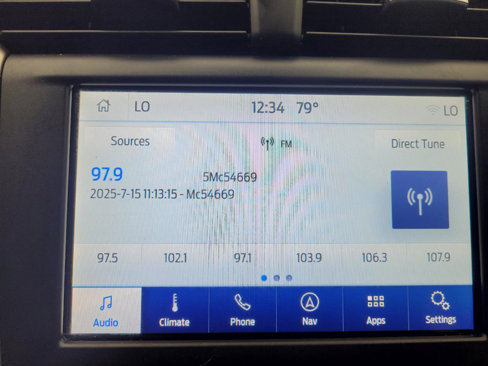 LO 12:34 79° LO
Sources FM Direct Tune
97.9 5Mc54669
2025-7-15 11:13:15 - Mc54669
97.5 102.1 97.1 103.9 106.3 107.9
Audio Climate Phone Nav Apps Settings